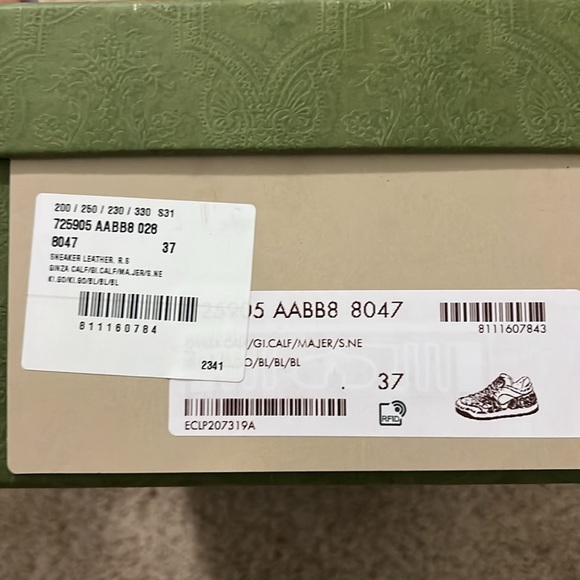 200 / 250 / 230 / 330 S31
725905 AABB8 028
8047 37
SNEAKER LEATHER, R.S
GINZA CALF/GI.CALF/MA.JER/S.NE
KI.GO/KI.GO/BL/BL/BL
811160784
2341
25905 AABB8 8047
/GI.CALF/MA.JER/S.NE
O/BL/BL/BL
8111607843
. 37
ECLP207319A
RFID